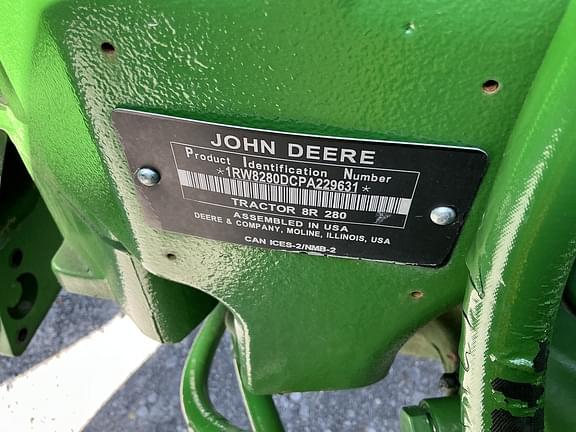 JOHN DEERE
Product Identification Number
*1RW8280DCPA229631*
TRACTOR 8R 280
ASSEMBLED IN USA
DEERE & COMPANY, MOLINE, ILLINOIS, USA
CAN ICES-2/NMB-2